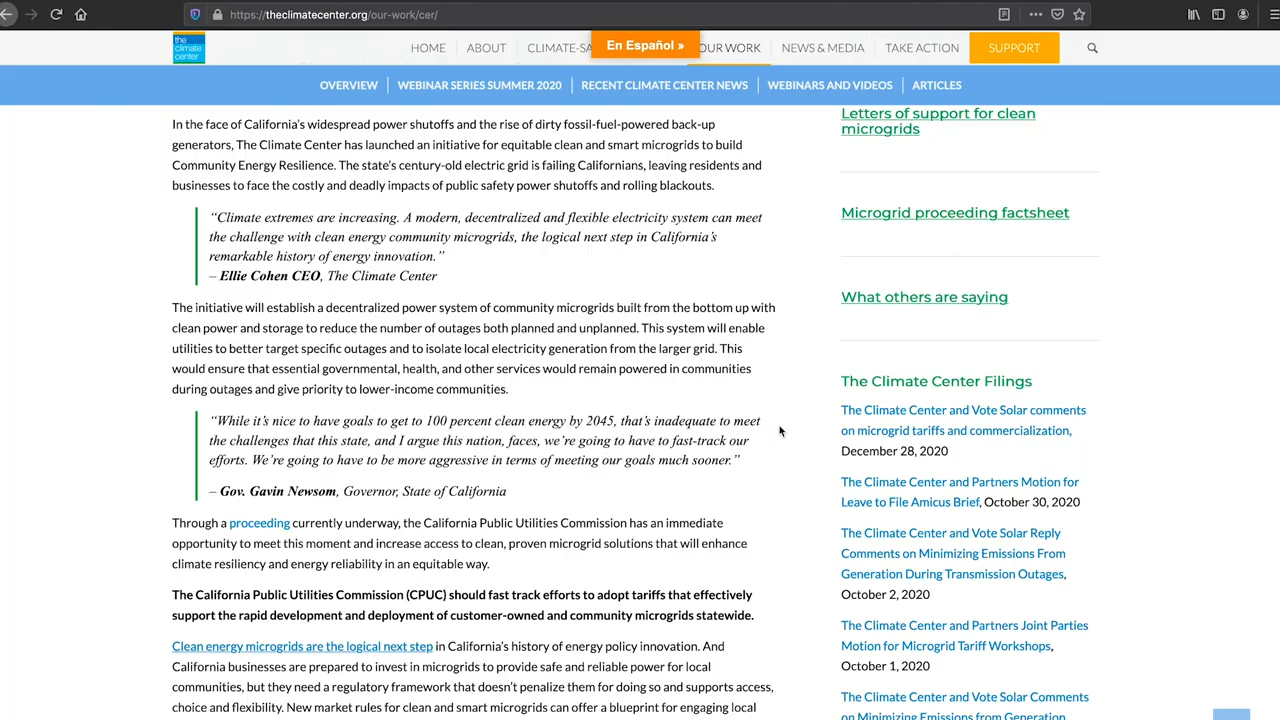 https://theclimatecenter.org/our-work/cer/
the climate center
HOME
ABOUT
CLIMATE-SA
En Español »
OUR WORK
NEWS & MEDIA
TAKE ACTION
SUPPORT
OVERVIEW
WEBINAR SERIES SUMMER 2020
RECENT CLIMATE CENTER NEWS
WEBINARS AND VIDEOS
ARTICLES
In the face of California's widespread power shutoffs and the rise of dirty fossil-fuel-powered back-up
generators, The Climate Center has launched an initiative for equitable clean and smart microgrids to build
Community Energy Resilience. The state's century-old electric grid is failing Californians, leaving residents and
businesses to face the costly and deadly impacts of public safety power shutoffs and rolling blackouts.
“Climate extremes are increasing. A modern, decentralized and flexible electricity system can meet
the challenge with clean energy community microgrids, the logical next step in California’s
remarkable history of energy innovation.”
– Ellie Cohen CEO, The Climate Center
The initiative will establish a decentralized power system of community microgrids built from the bottom up with
clean power and storage to reduce the number of outages both planned and unplanned. This system will enable
utilities to better target specific outages and to isolate local electricity generation from the larger grid. This
would ensure that essential governmental, health, and other services would remain powered in communities
during outages and give priority to lower-income communities.
“While it’s nice to have goals to get to 100 percent clean energy by 2045, that’s inadequate to meet
the challenges that this state, and I argue this nation, faces, we’re going to have to fast-track our
efforts. We’re going to have to be more aggressive in terms of meeting our goals much sooner.”
– Gov. Gavin Newsom, Governor, State of California
Through a proceeding currently underway, the California Public Utilities Commission has an immediate
opportunity to meet this moment and increase access to clean, proven microgrid solutions that will enhance
climate resiliency and energy reliability in an equitable way.
The California Public Utilities Commission (CPUC) should fast track efforts to adopt tariffs that effectively
support the rapid development and deployment of customer-owned and community microgrids statewide.
Clean energy microgrids are the logical next step in California's history of energy policy innovation. And
California businesses are prepared to invest in microgrids to provide safe and reliable power for local
communities, but they need a regulatory framework that doesn't penalize them for doing so and supports access,
choice and flexibility. New market rules for clean and smart microgrids can offer a blueprint for engaging local
Letters of support for clean
microgrids
Microgrid proceeding factsheet
What others are saying
The Climate Center Filings
The Climate Center and Vote Solar comments
on microgrid tariffs and commercialization,
December 28, 2020
The Climate Center and Partners Motion for
Leave to File Amicus Brief, October 30, 2020
The Climate Center and Vote Solar Reply
Comments on Minimizing Emissions From
Generation During Transmission Outages,
October 2, 2020
The Climate Center and Partners Joint Parties
Motion for Microgrid Tariff Workshops,
October 1, 2020
The Climate Center and Vote Solar Comments
on Minimizing Emissions from Generation